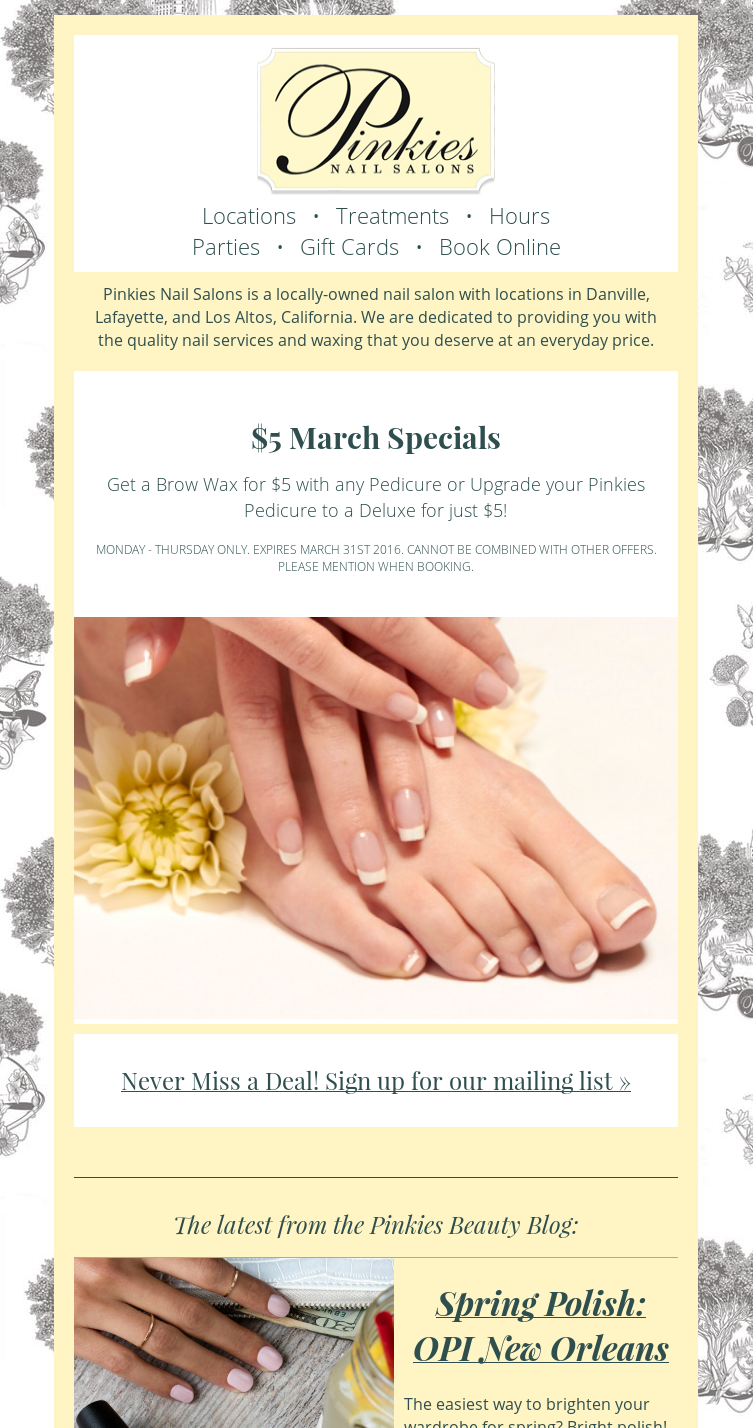 Pinkies
NAIL SALONS
Locations • Treatments • Hours
Parties • Gift Cards • Book Online
Pinkies Nail Salons is a locally-owned nail salon with locations in Danville,
Lafayette, and Los Altos, California. We are dedicated to providing you with
the quality nail services and waxing that you deserve at an everyday price.
$5 March Specials
Get a Brow Wax for $5 with any Pedicure or Upgrade your Pinkies
Pedicure to a Deluxe for just $5!
MONDAY - THURSDAY ONLY. EXPIRES MARCH 31ST 2016. CANNOT BE COMBINED WITH OTHER OFFERS.
PLEASE MENTION WHEN BOOKING.
Never Miss a Deal! Sign up for our mailing list »
The latest from the Pinkies Beauty Blog:
Spring Polish:
OPI New Orleans
The easiest way to brighten your
wardrobe for spring? Bright polish!